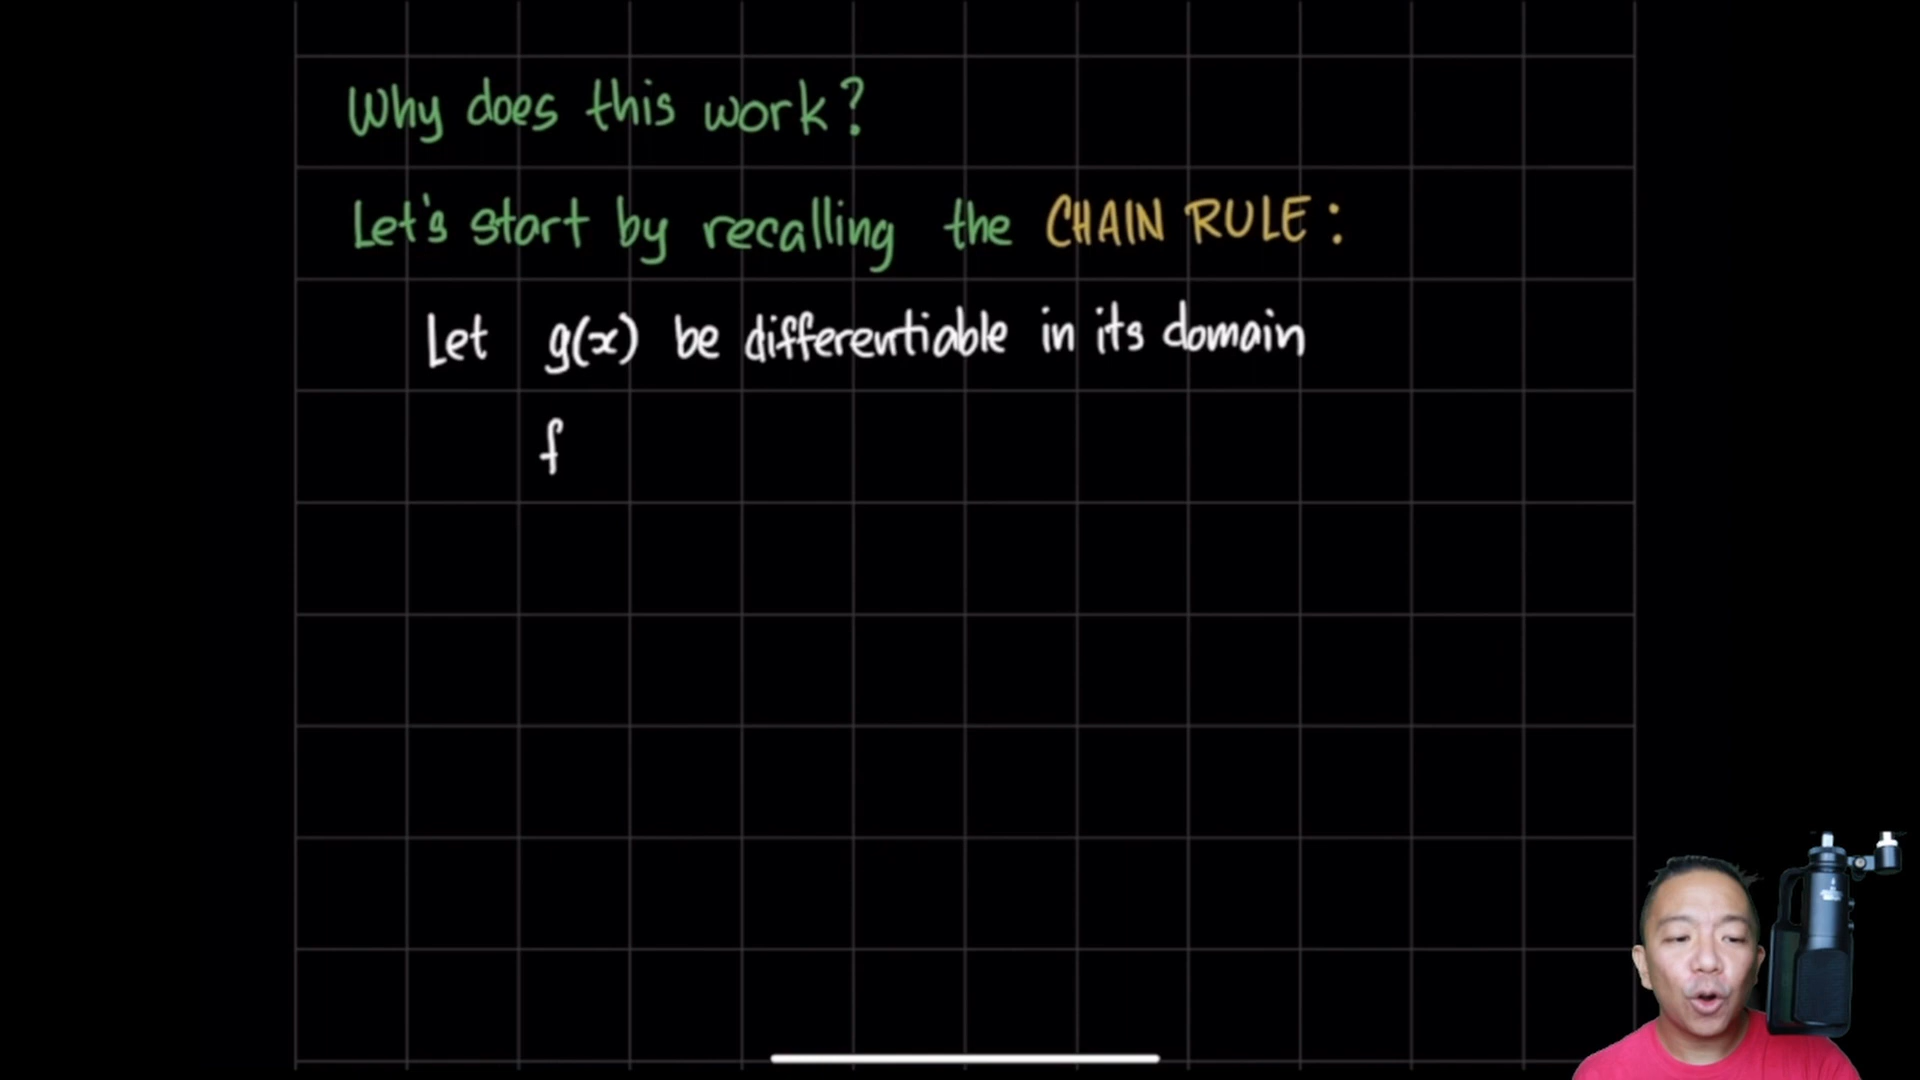 Why does this work?
Let's start by recalling the CHAIN RULE:
Let g(x) be differentiable in its domain
f